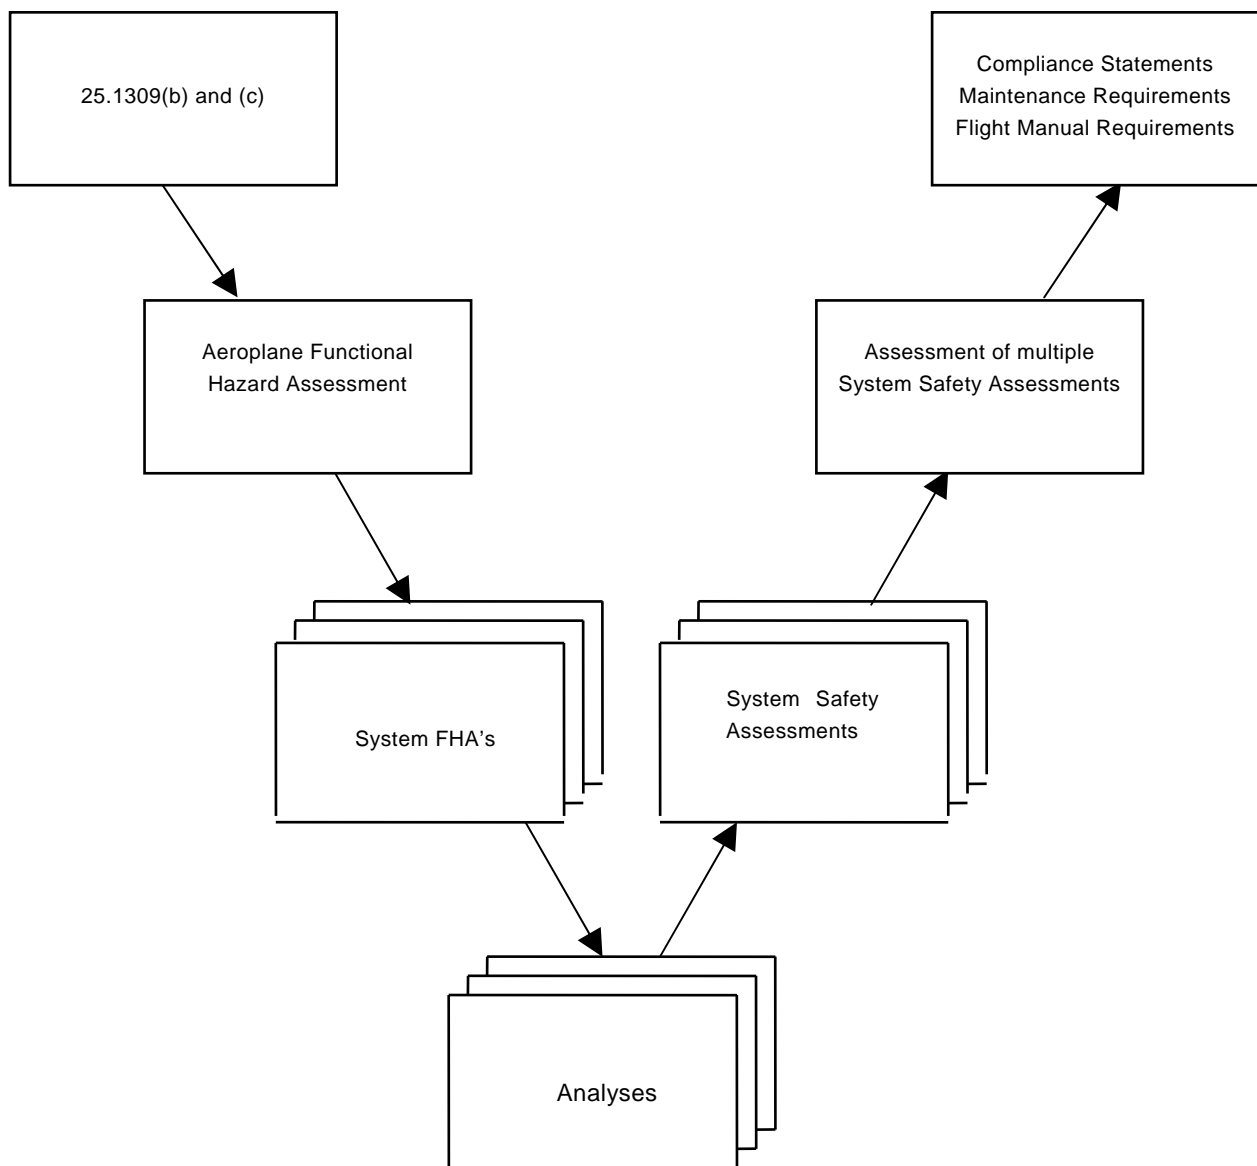 25.1309(b) and (c)
Compliance Statements
Maintenance Requirements
Flight Manual Requirements
Aeroplane Functional
Hazard Assessment
Assessment of multiple
System Safety Assessments
System FHA's
System Safety
Assessments
Analyses